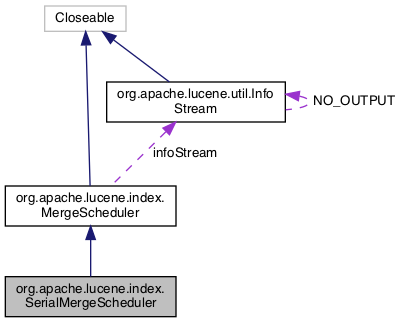 Closeable
org.apache.lucene.util.Info
Stream
NO_OUTPUT
infoStream
org.apache.lucene.index.
MergeScheduler
org.apache.lucene.index.
SerialMergeScheduler